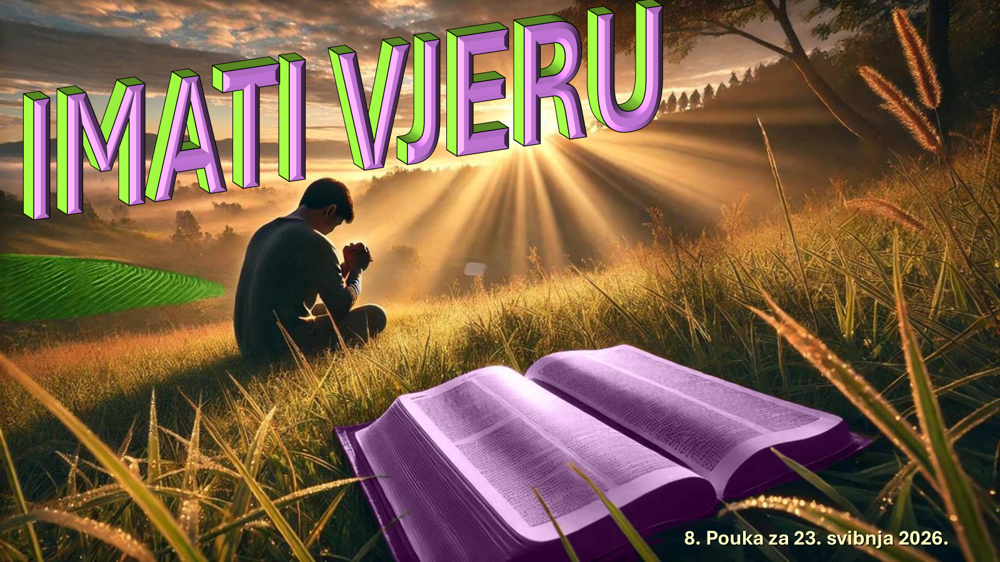 IMATI VJERU
8. Pouka za 23. svibnja 2026.